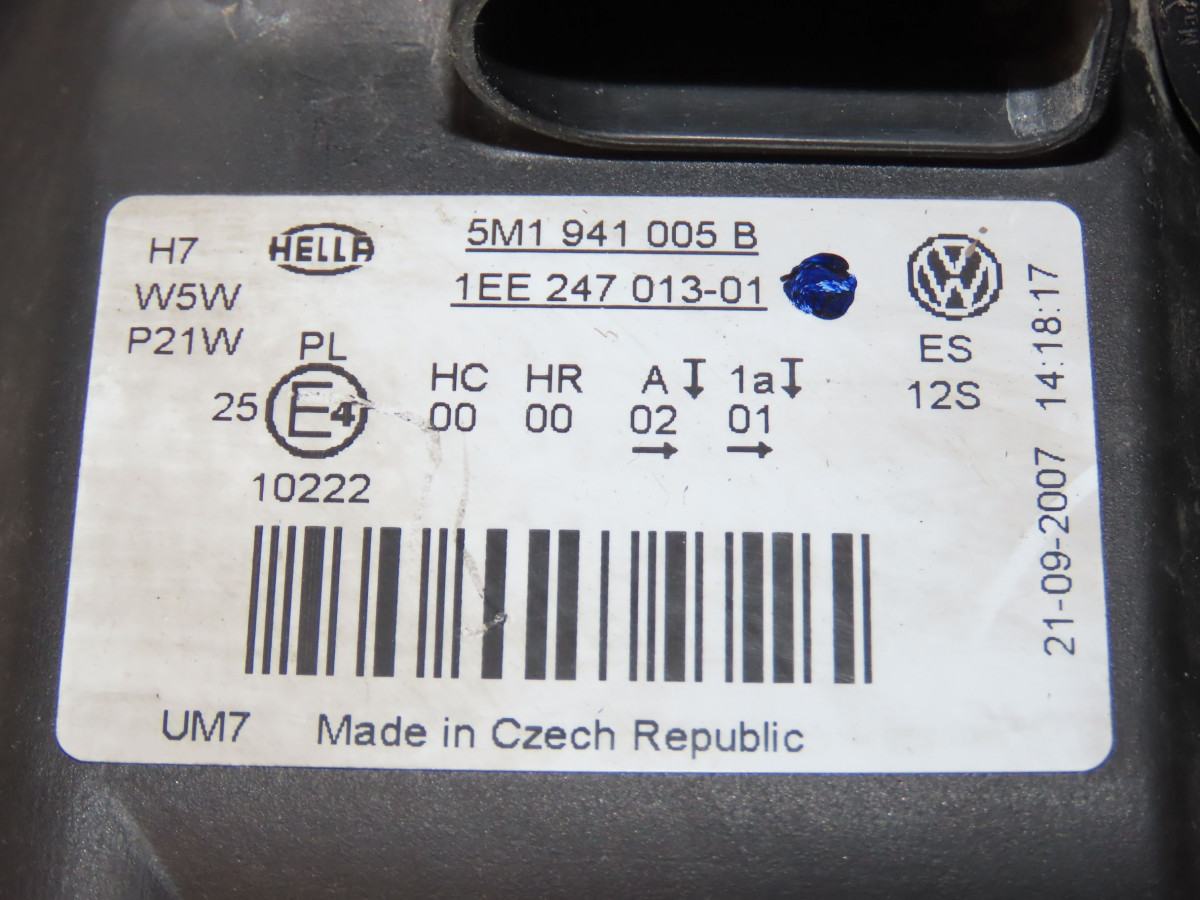 H7
W5W
P21W
HELLA
5M1 941 005 B
1EE 247 013-01
VW
ES
12S
PL
25 E4
10222
HC HR A 1a
00 00 02 01
→ →
UM7 Made in Czech Republic
21-09-2007 14:18:17